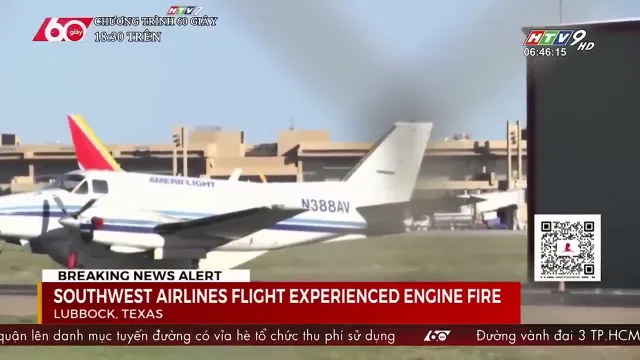 60 giây
CHƯƠNG TRÌNH 60 GIÂY
18:30 TRÊN
HTV9
HTV9 HD
06:46:15
AMERIFLIGHT
N388AV
BREAKING NEWS ALERT
SOUTHWEST AIRLINES FLIGHT EXPERIENCED ENGINE FIRE
LUBBOCK, TEXAS
quận lên danh mục tuyến đường có vỉa hè tổ chức thu phí sử dụng 60 giây Đường vành đai 3 TP.HCM